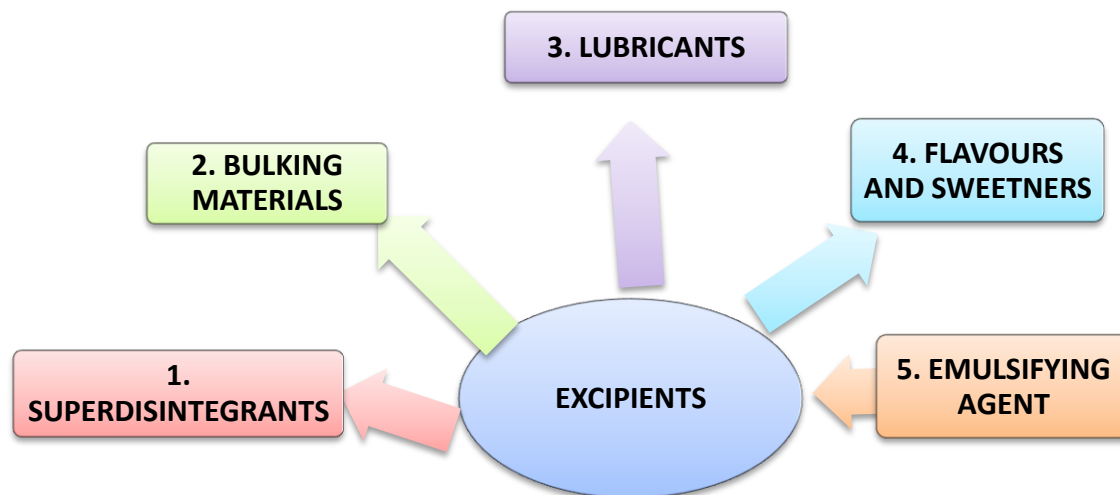 3. LUBRICANTS
2. BULKING
MATERIALS
4. FLAVOURS
AND SWEETNERS
1.
SUPERDISINTEGRANTS
EXCIPIENTS
5. EMULSIFYING
AGENT